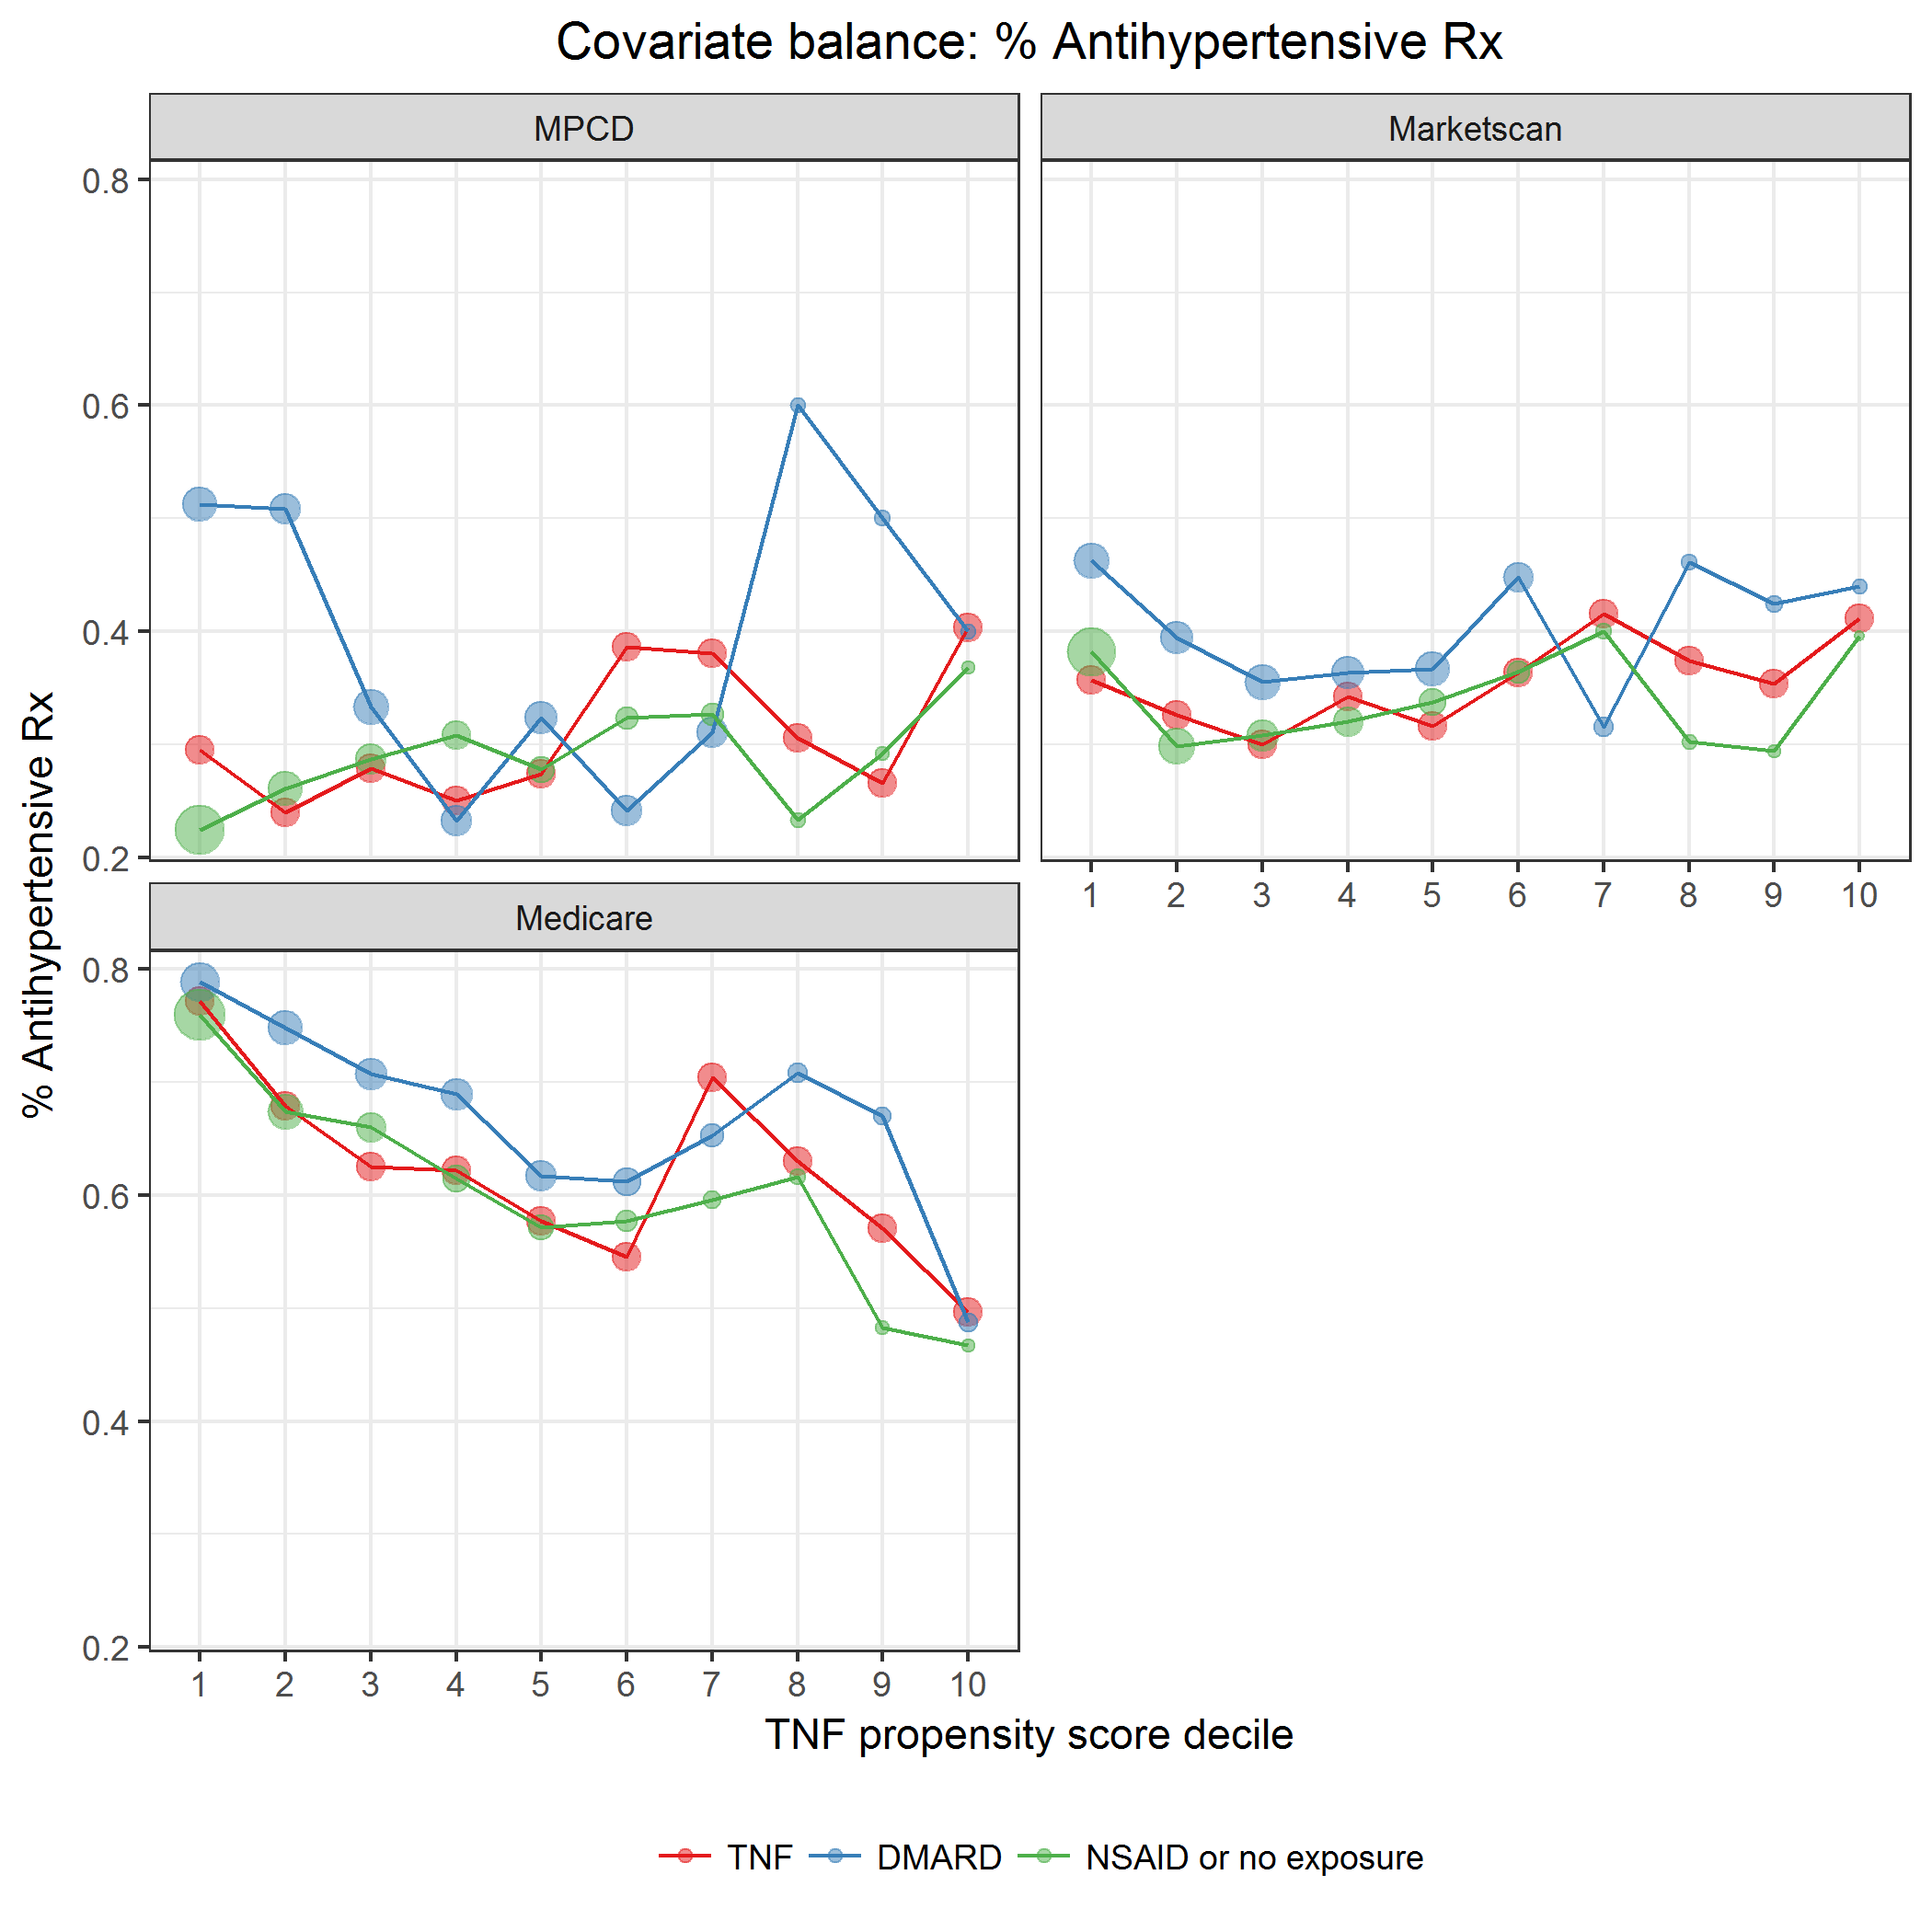 Covariate balance: % Antihypertensive Rx
MPCD
Marketscan
0.8
0.6
0.4
0.2
1 2 3 4 5 6 7 8 9 10
Medicare
0.8
0.6
0.4
0.2
1 2 3 4 5 6 7 8 9 10
% Antihypertensive Rx
TNF propensity score decile
TNF DMARD NSAID or no exposure